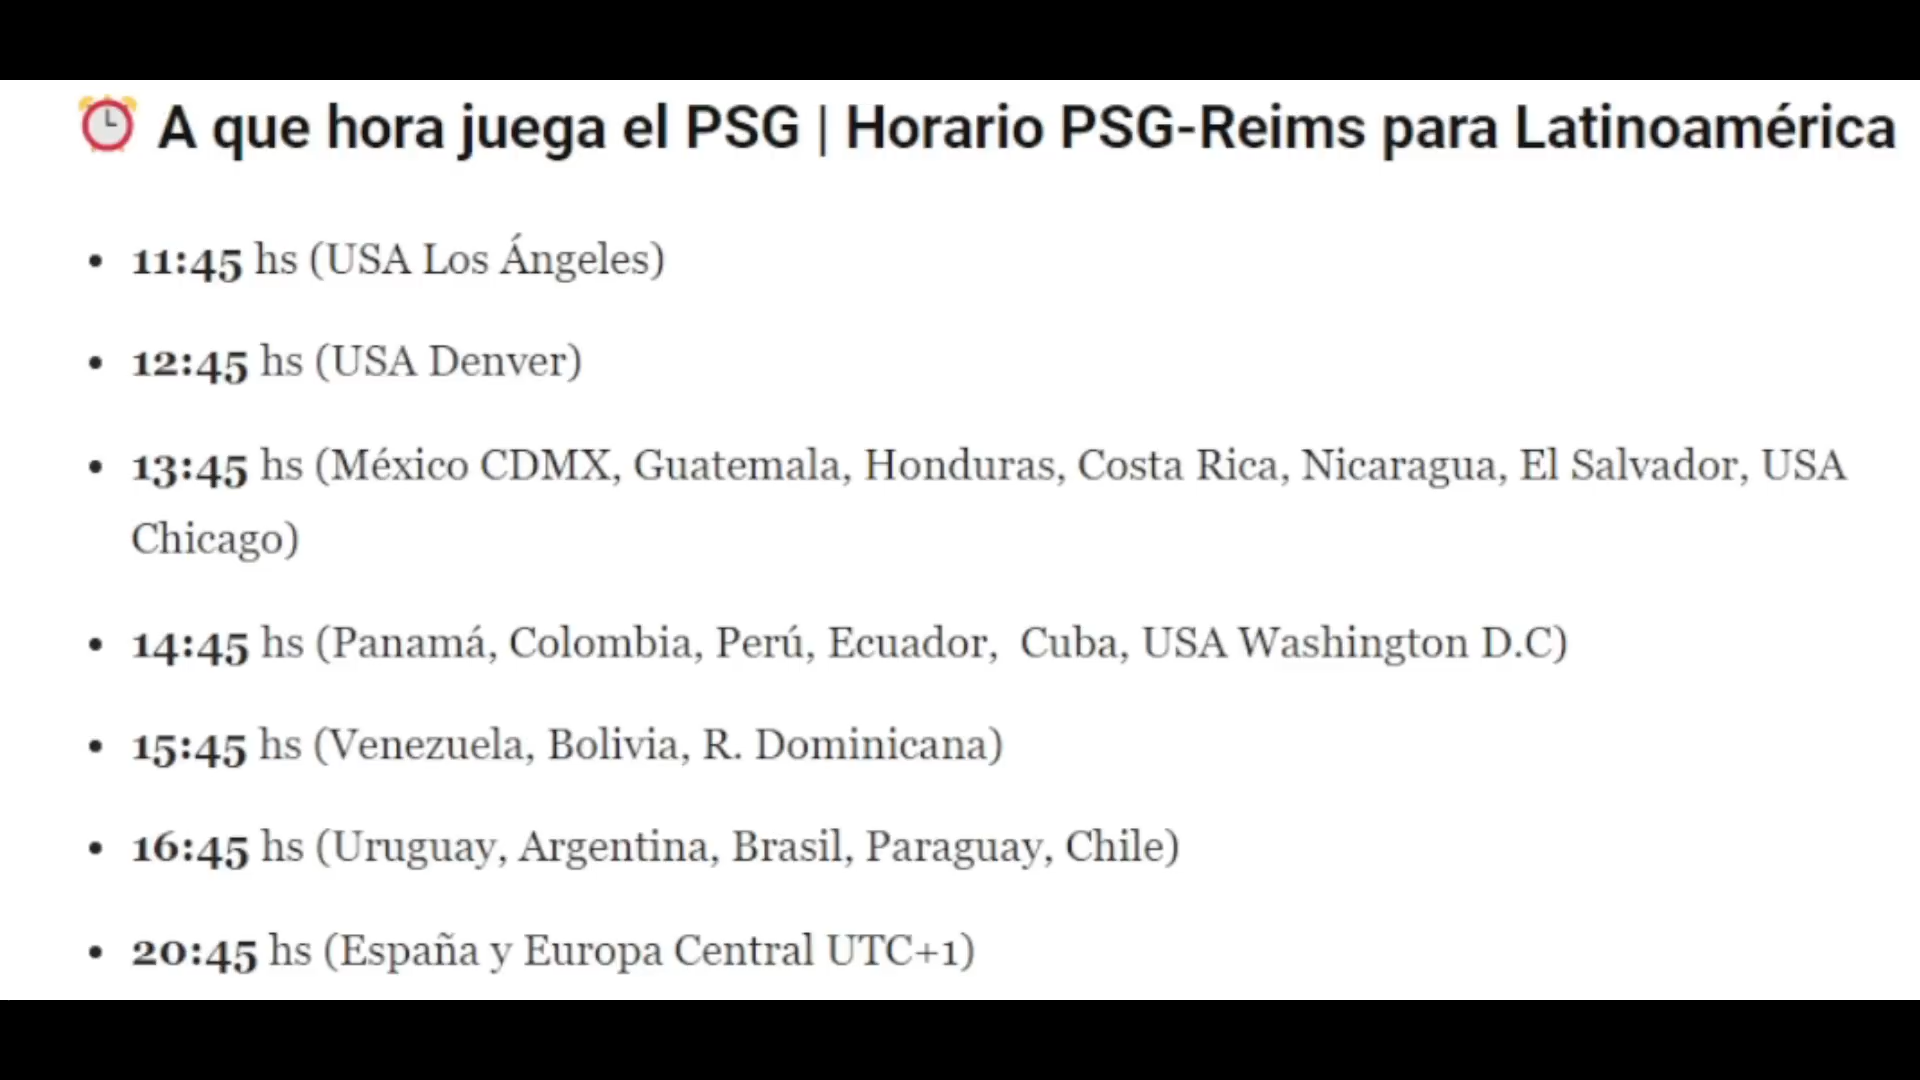 ⏰ A que hora juega el PSG | Horario PSG-Reims para Latinoamérica
• 11:45 hs (USA Los Ángeles)
• 12:45 hs (USA Denver)
• 13:45 hs (México CDMX, Guatemala, Honduras, Costa Rica, Nicaragua, El Salvador, USA
Chicago)
• 14:45 hs (Panamá, Colombia, Perú, Ecuador,  Cuba, USA Washington D.C)
• 15:45 hs (Venezuela, Bolivia, R. Dominicana)
• 16:45 hs (Uruguay, Argentina, Brasil, Paraguay, Chile)
• 20:45 hs (España y Europa Central UTC+1)